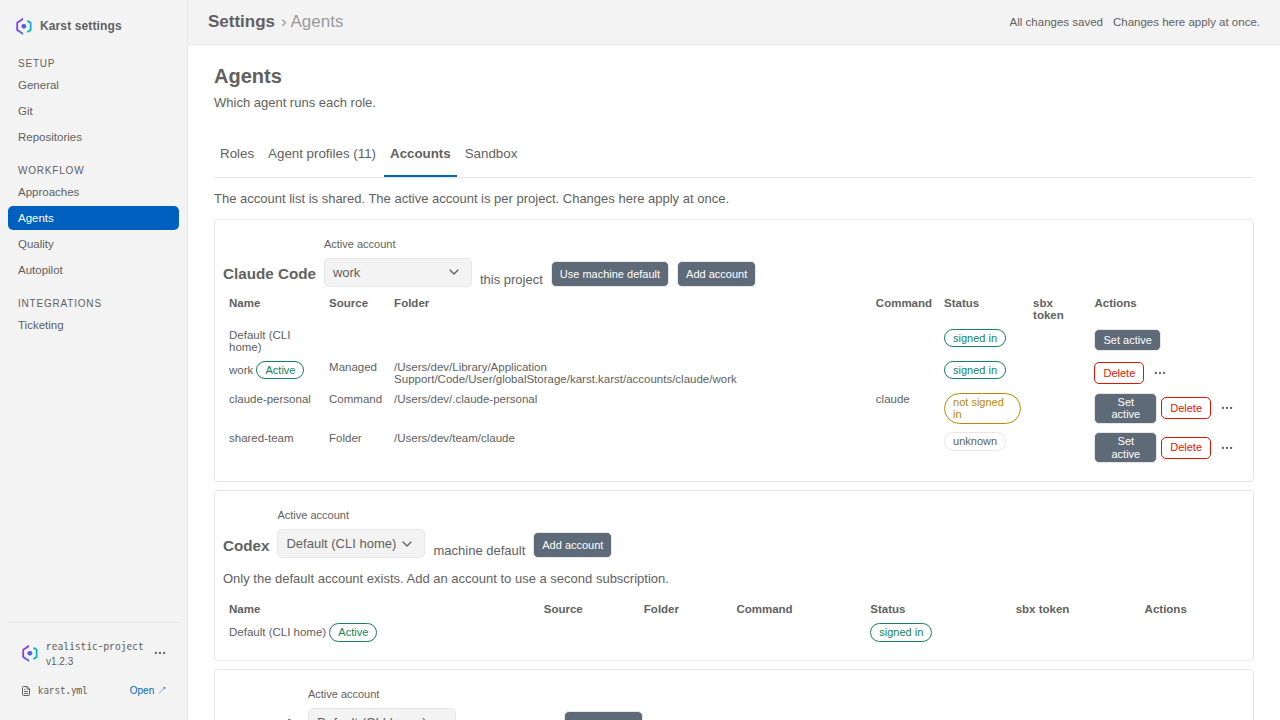 Karst settings
Settings › Agents
All changes saved Changes here apply at once.
SETUP
General
Git
Repositories
WORKFLOW
Approaches
Agents
Quality
Autopilot
INTEGRATIONS
Ticketing
realistic-project
v1.2.3
karst.yml
Open ↗
Agents
Which agent runs each role.
Roles Agent profiles (11) Accounts Sandbox
The account list is shared. The active account is per project. Changes here apply at once.
Active account
Claude Code work this project Use machine default Add account
Name Source Folder Command Status sbx token Actions
Default (CLI home) signed in Set active
work Active Managed /Users/dev/Library/Application Support/Code/User/globalStorage/karst.karst/accounts/claude/work signed in Delete
claude-personal Command /Users/dev/.claude-personal claude not signed in Set active Delete
shared-team Folder /Users/dev/team/claude unknown Set active Delete
Active account
Codex Default (CLI home) machine default Add account
Only the default account exists. Add an account to use a second subscription.
Name Source Folder Command Status sbx token Actions
Default (CLI home) Active signed in
Active account